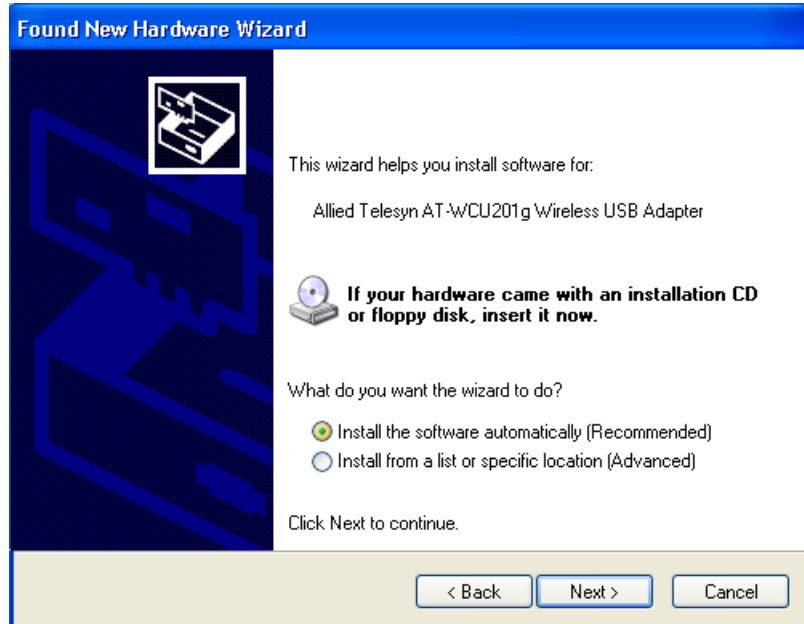 Found New Hardware Wizard
This wizard helps you install software for:
Allied Telesyn AT-WCU201g Wireless USB Adapter
If your hardware came with an installation CD
or floppy disk, insert it now.
What do you want the wizard to do?
Install the software automatically (Recommended)
Install from a list or specific location (Advanced)
Click Next to continue.
< Back Next > Cancel